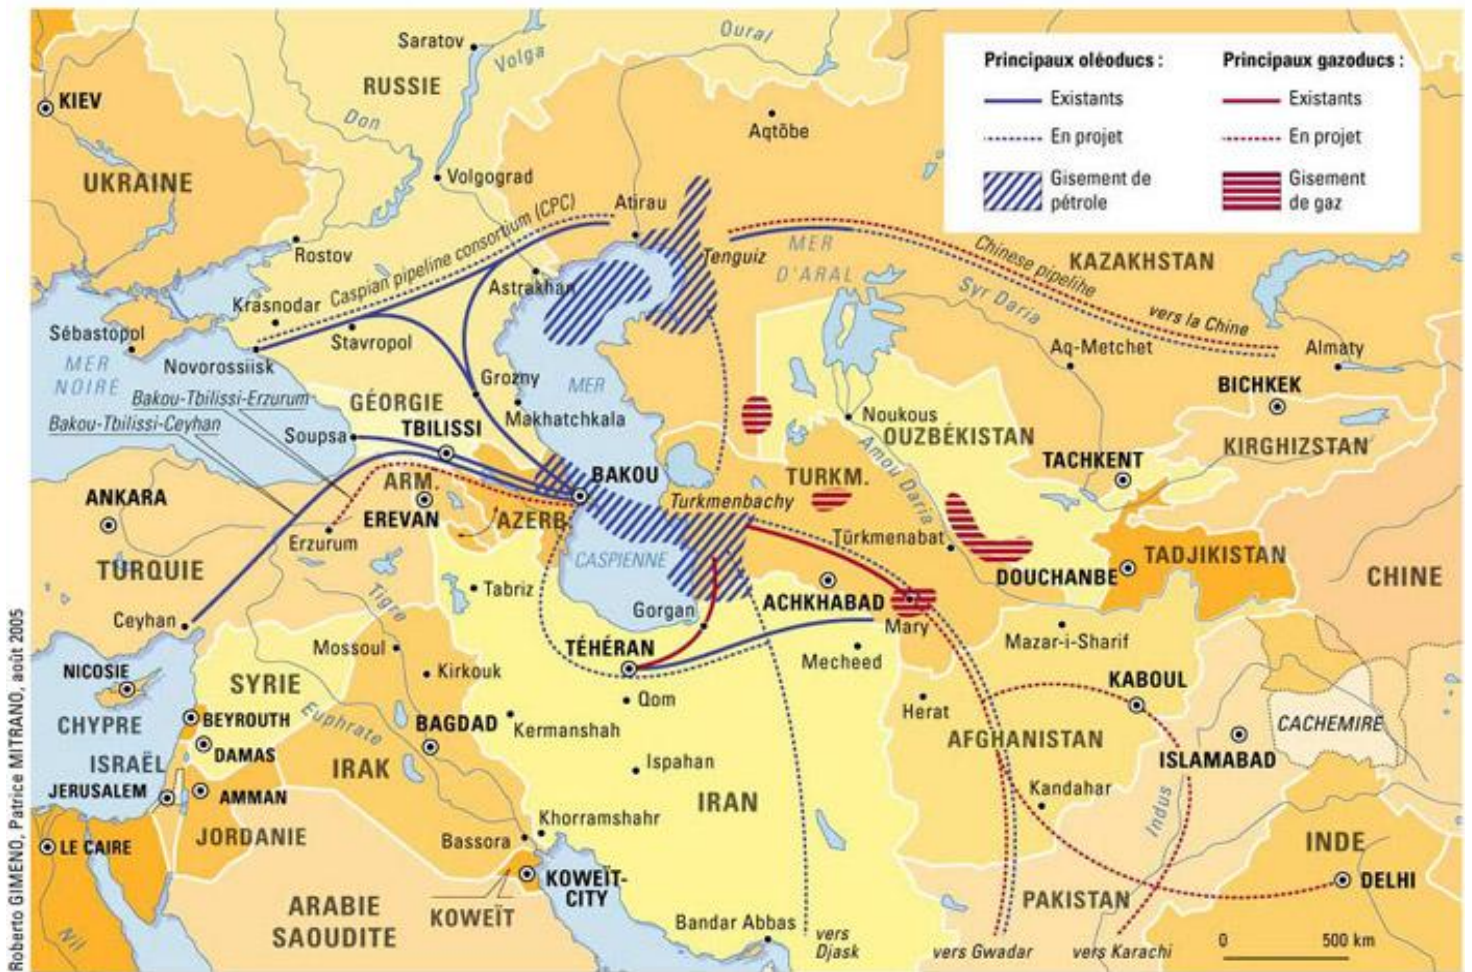 Principaux oléoducs :
Existants
En projet
Gisement de
pétrole
Principaux gazoducs :
Existants
En projet
Gisement
de gaz
Saratov
Volga
Oural
RUSSIE
KIEV
Don
Aqtöbe
UKRAINE
Volgograd
Atirau
Caspian pipeline consortium (CPC)
Rostov
Tenguiz
MER
D'ARAL
Chinese pipelihe
KAZAKHSTAN
Astrakhan
Syr Daria
vers la Chine
Krasnodar
Sébastopol
Stavropol
Aq-Metchet
Almaty
MER
NOIRE
Novorossiisk
Grozny
MER
BICHKEK
Bakou-Tbilissi-Erzurum
GÉORGIE
Makhatchkala
Noukous
Bakou-Tbilissi-Ceyhan
TBILISSI
Soupsa
OUZBÉKISTAN
KIRGHIZSTAN
TACHKENT
BAKOU
TURKM.
Amou Daria
ARM.
ANKARA
Turkmenbachy
EREVAN
AZERB.
Erzurum
Türkmenabat
TADJIKISTAN
CASPIENNE
TURQUIE
DOUCHANBE
CHINE
Tabriz
Tigre
Gorgan
ACHKHABAD
Ceyhan
Mary
Mazar-i-Sharif
Mossoul
TÉHÉRAN
Mecheed
NICOSIE
Kirkouk
SYRIE
KABOUL
Qom
Herat
CHYPRE
BEYROUTH
Euphrate
BAGDAD
Kermanshah
CACHEMIRE
AFGHANISTAN
DAMAS
ISRAËL
ISLAMABAD
IRAK
Ispahan
JERUSALEM
AMMAN
Kandahar
IRAN
Indus
Khorramshahr
JORDANIE
Bassora
INDE
LE CAIRE
KOWEÏT-
CITY
DELHI
PAKISTAN
ARABIE
SAOUDITE
KOWEÏT
Bandar Abbas
vers
Djask
vers Gwadar
vers Karachi
Nil
0 500 km
Roberto GIMENO, Patrice MITRANO, août 2005